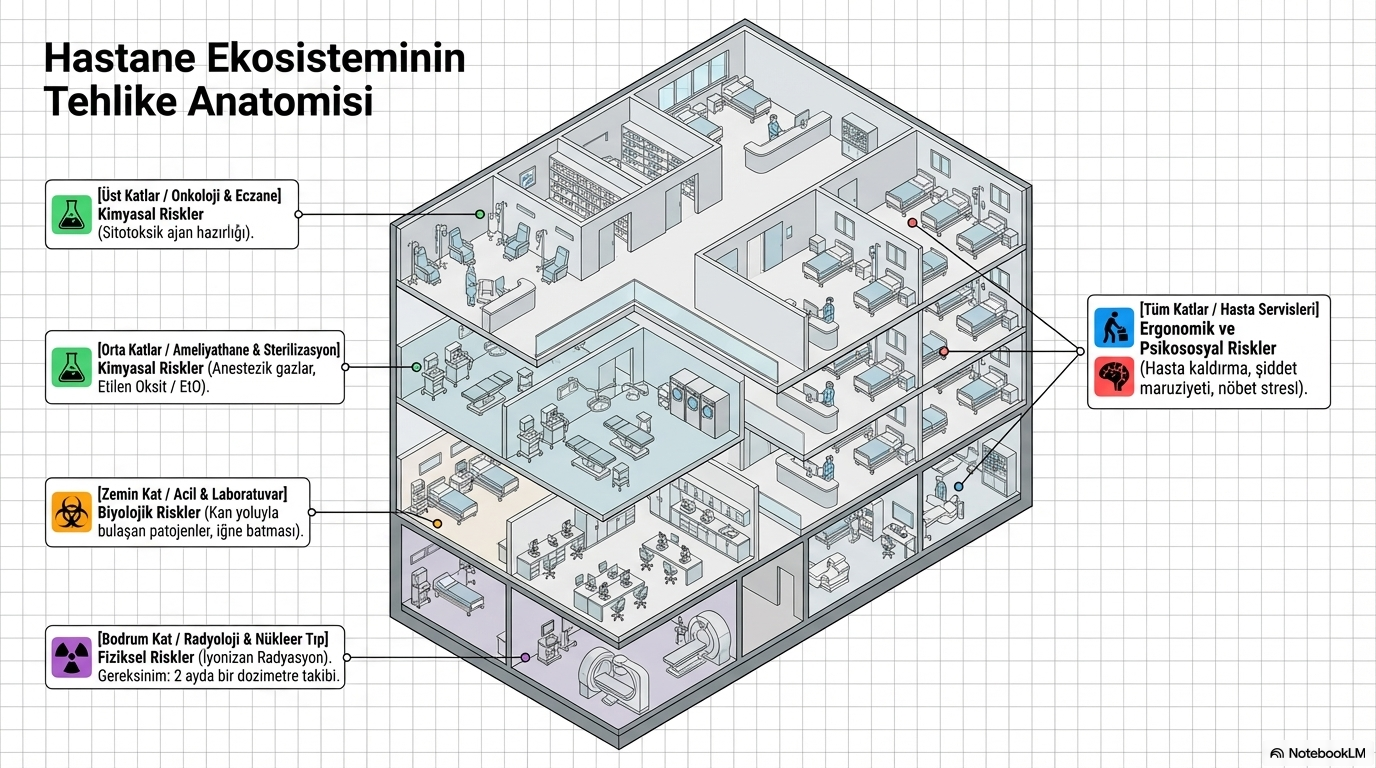 Hastane Ekosisteminin
Tehlike Anatomisi
[Üst Katlar / Onkoloji & Eczane]
Kimyasal Riskler
(Sitotoksik ajan hazırlığı).
[Orta Katlar / Ameliyathane & Sterilizasyon]
Kimyasal Riskler (Anestezik gazlar,
Etilen Oksit / EtO).
[Zemin Kat / Acil & Laboratuvar]
Biyolojik Riskler (Kan yoluyla
bulaşan patojenler, iğne batması).
[Bodrum Kat / Radyoloji & Nükleer Tıp]
Fiziksel Riskler (İyonizan Radyasyon).
Gereksinim: 2 ayda bir dozimetre takibi.
[Tüm Katlar / Hasta Servisleri]
Ergonomik ve
Psikososyal Riskler
(Hasta kaldırma, şiddet
maruziyeti, nöbet stresl).
NotebookLM